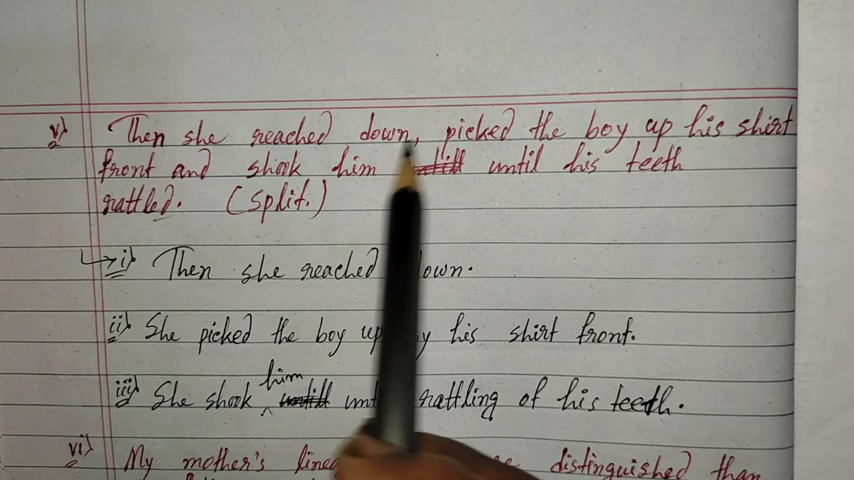 v) Then she reached down, picked the boy up his shirt
front and shook him until his teeth
rattled. (Split.)
i) Then she reached down.
ii) She picked the boy up by his shirt front.
him
iii) She shook until rattling of his teeth.
vi) My mother's distinguished than